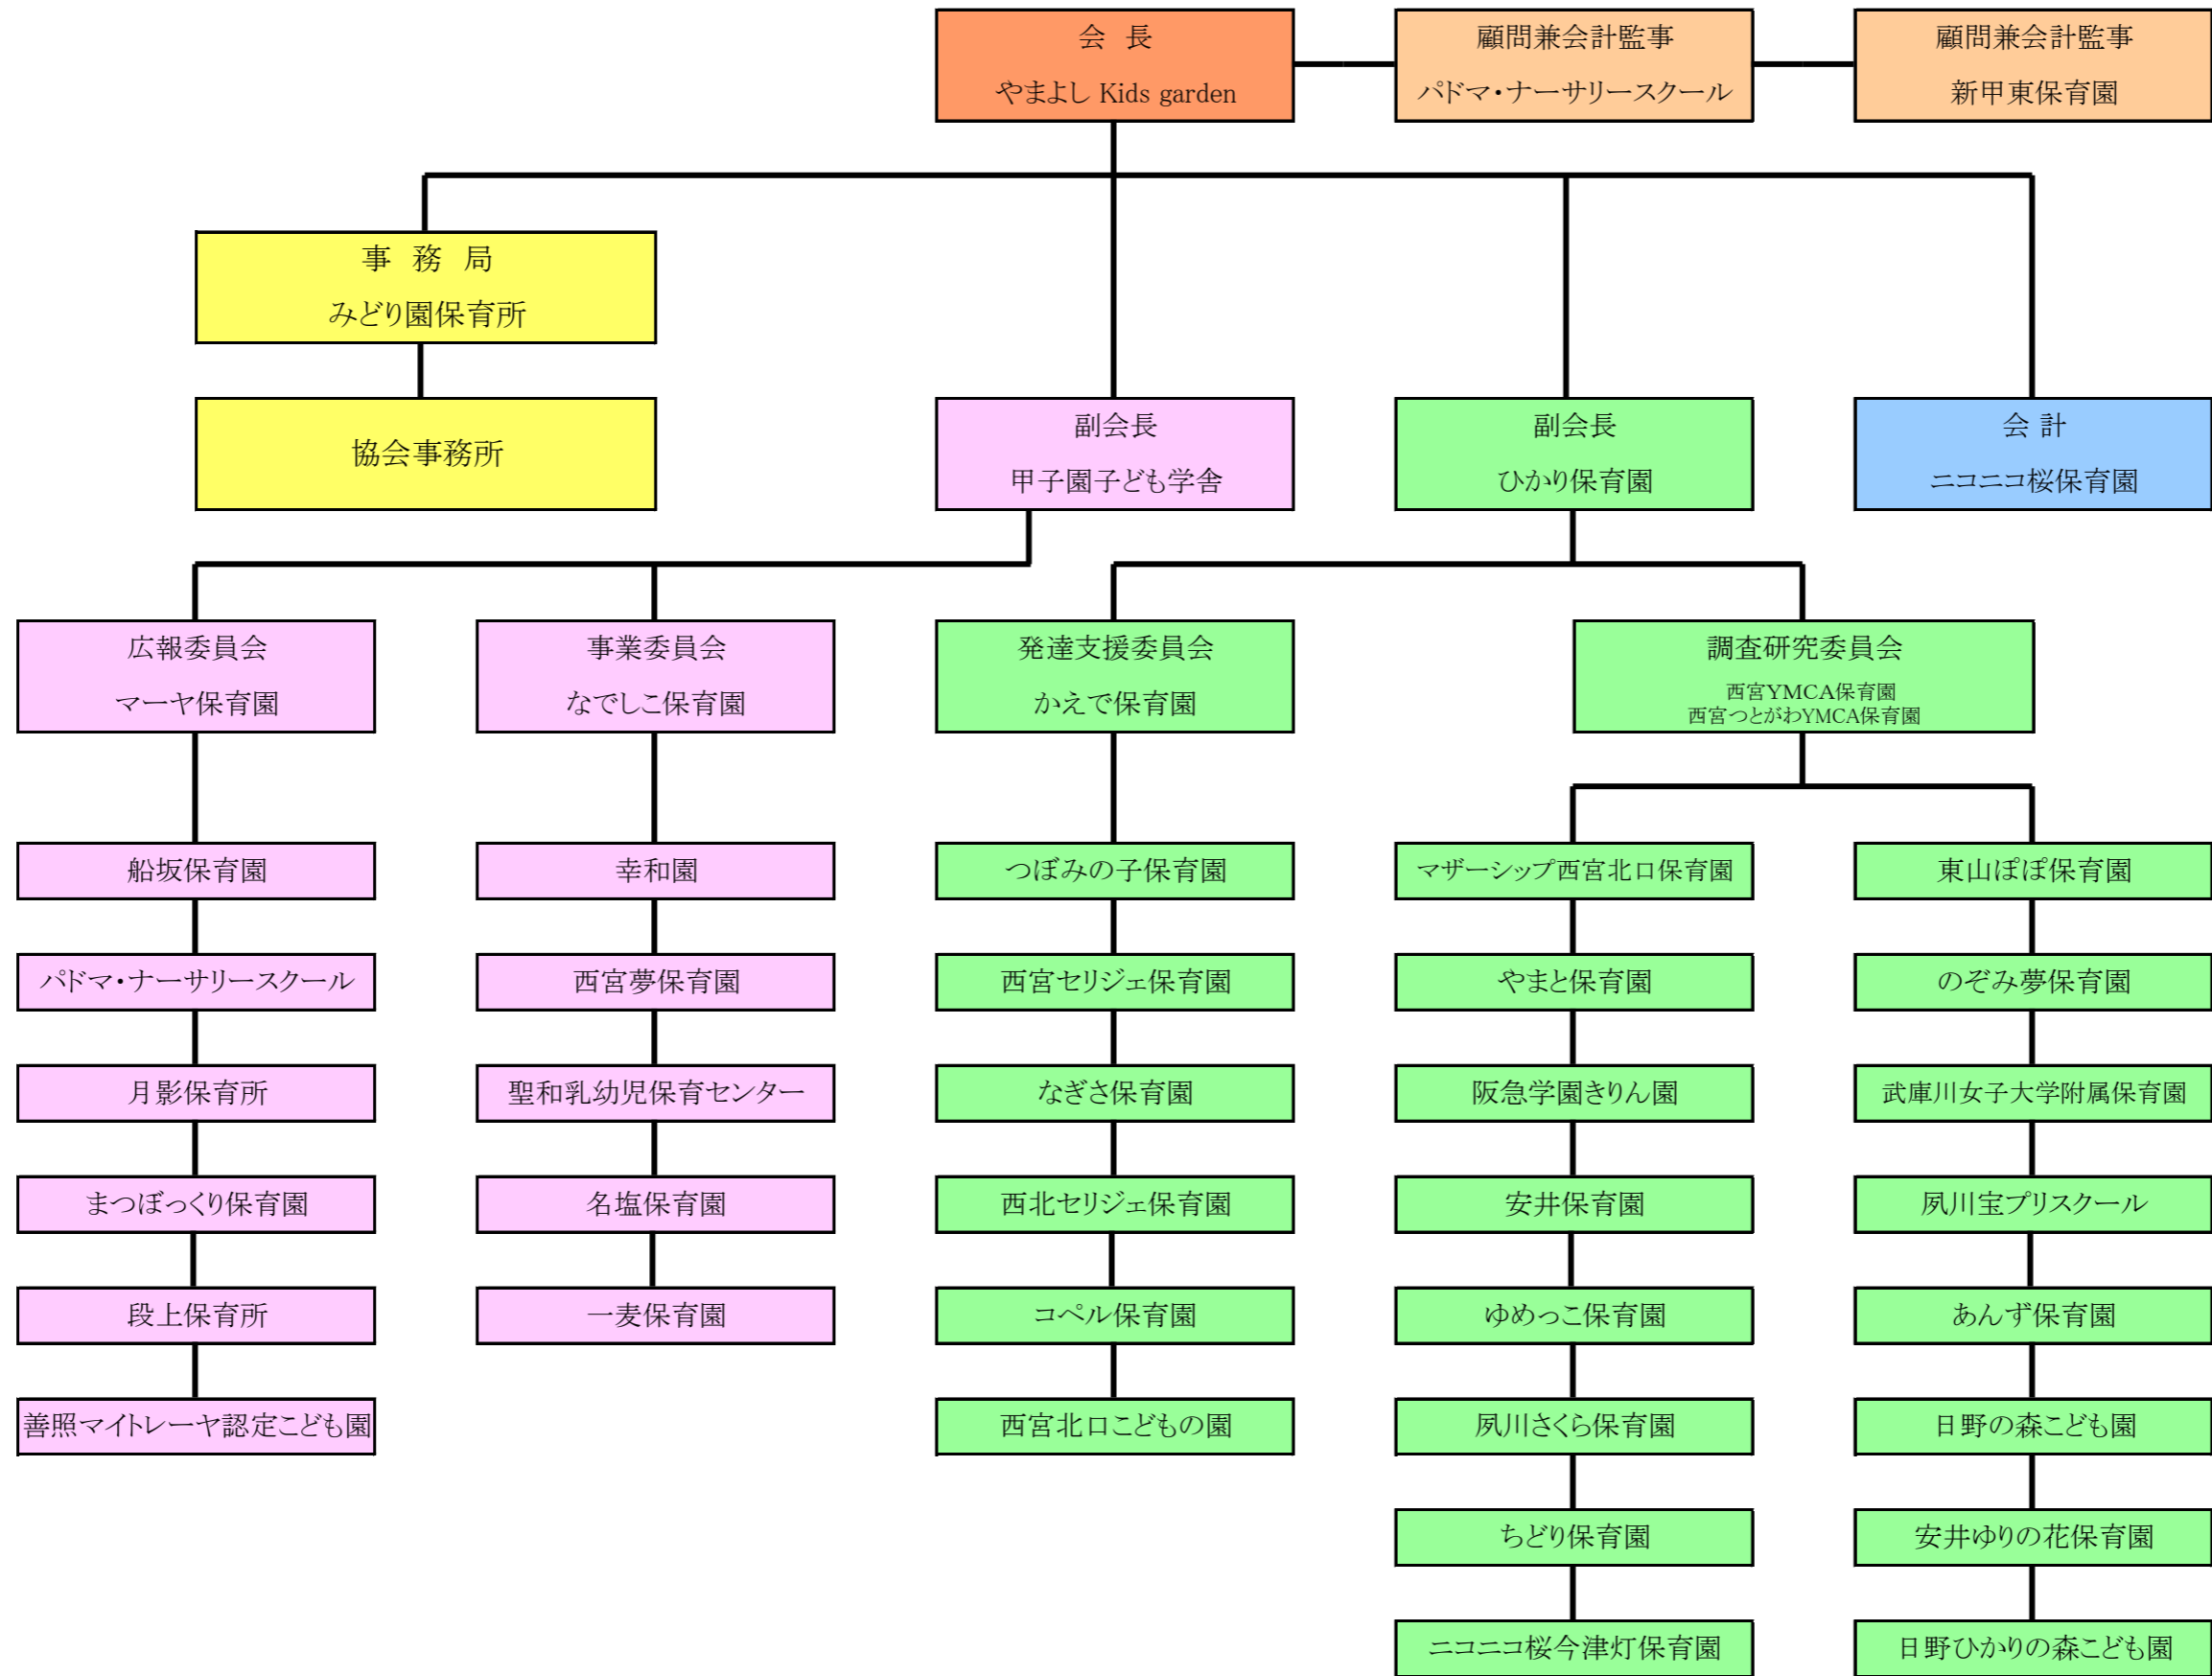 会 長
やまよし Kids garden
顧問兼会計監事
パドマ・ナーサリースクール
顧問兼会計監事
新甲東保育園
事 務 局
みどり園保育所
協会事務所
副会長
甲子園子ども学舎
副会長
ひかり保育園
会 計
ニコニコ桜保育園
広報委員会
マーヤ保育園
事業委員会
なでしこ保育園
発達支援委員会
かえで保育園
調査研究委員会
西宮YMCA保育園
西宮つとがわYMCA保育園
船坂保育園
幸和園
つぼみの子保育園
マザーシップ西宮北口保育園
東山ぽぽ保育園
パドマ・ナーサリースクール
西宮夢保育園
西宮セリジェ保育園
やまと保育園
のぞみ夢保育園
月影保育所
聖和乳幼児保育センター
なぎさ保育園
阪急学園きりん園
武庫川女子大学附属保育園
まつぼっくり保育園
名塩保育園
西北セリジェ保育園
安井保育園
夙川宝プリスクール
段上保育所
一麦保育園
コペル保育園
ゆめっこ保育園
あんず保育園
善照マイトレーヤ認定こども園
西宮北口こどもの園
夙川さくら保育園
日野の森こども園
ちどり保育園
安井ゆりの花保育園
ニコニコ桜今津灯保育園
日野ひかりの森こども園